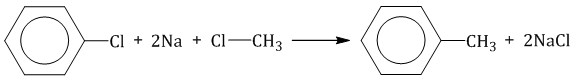 Cl + 2Na + Cl—CH₃ ⟶ CH₃ + 2NaCl